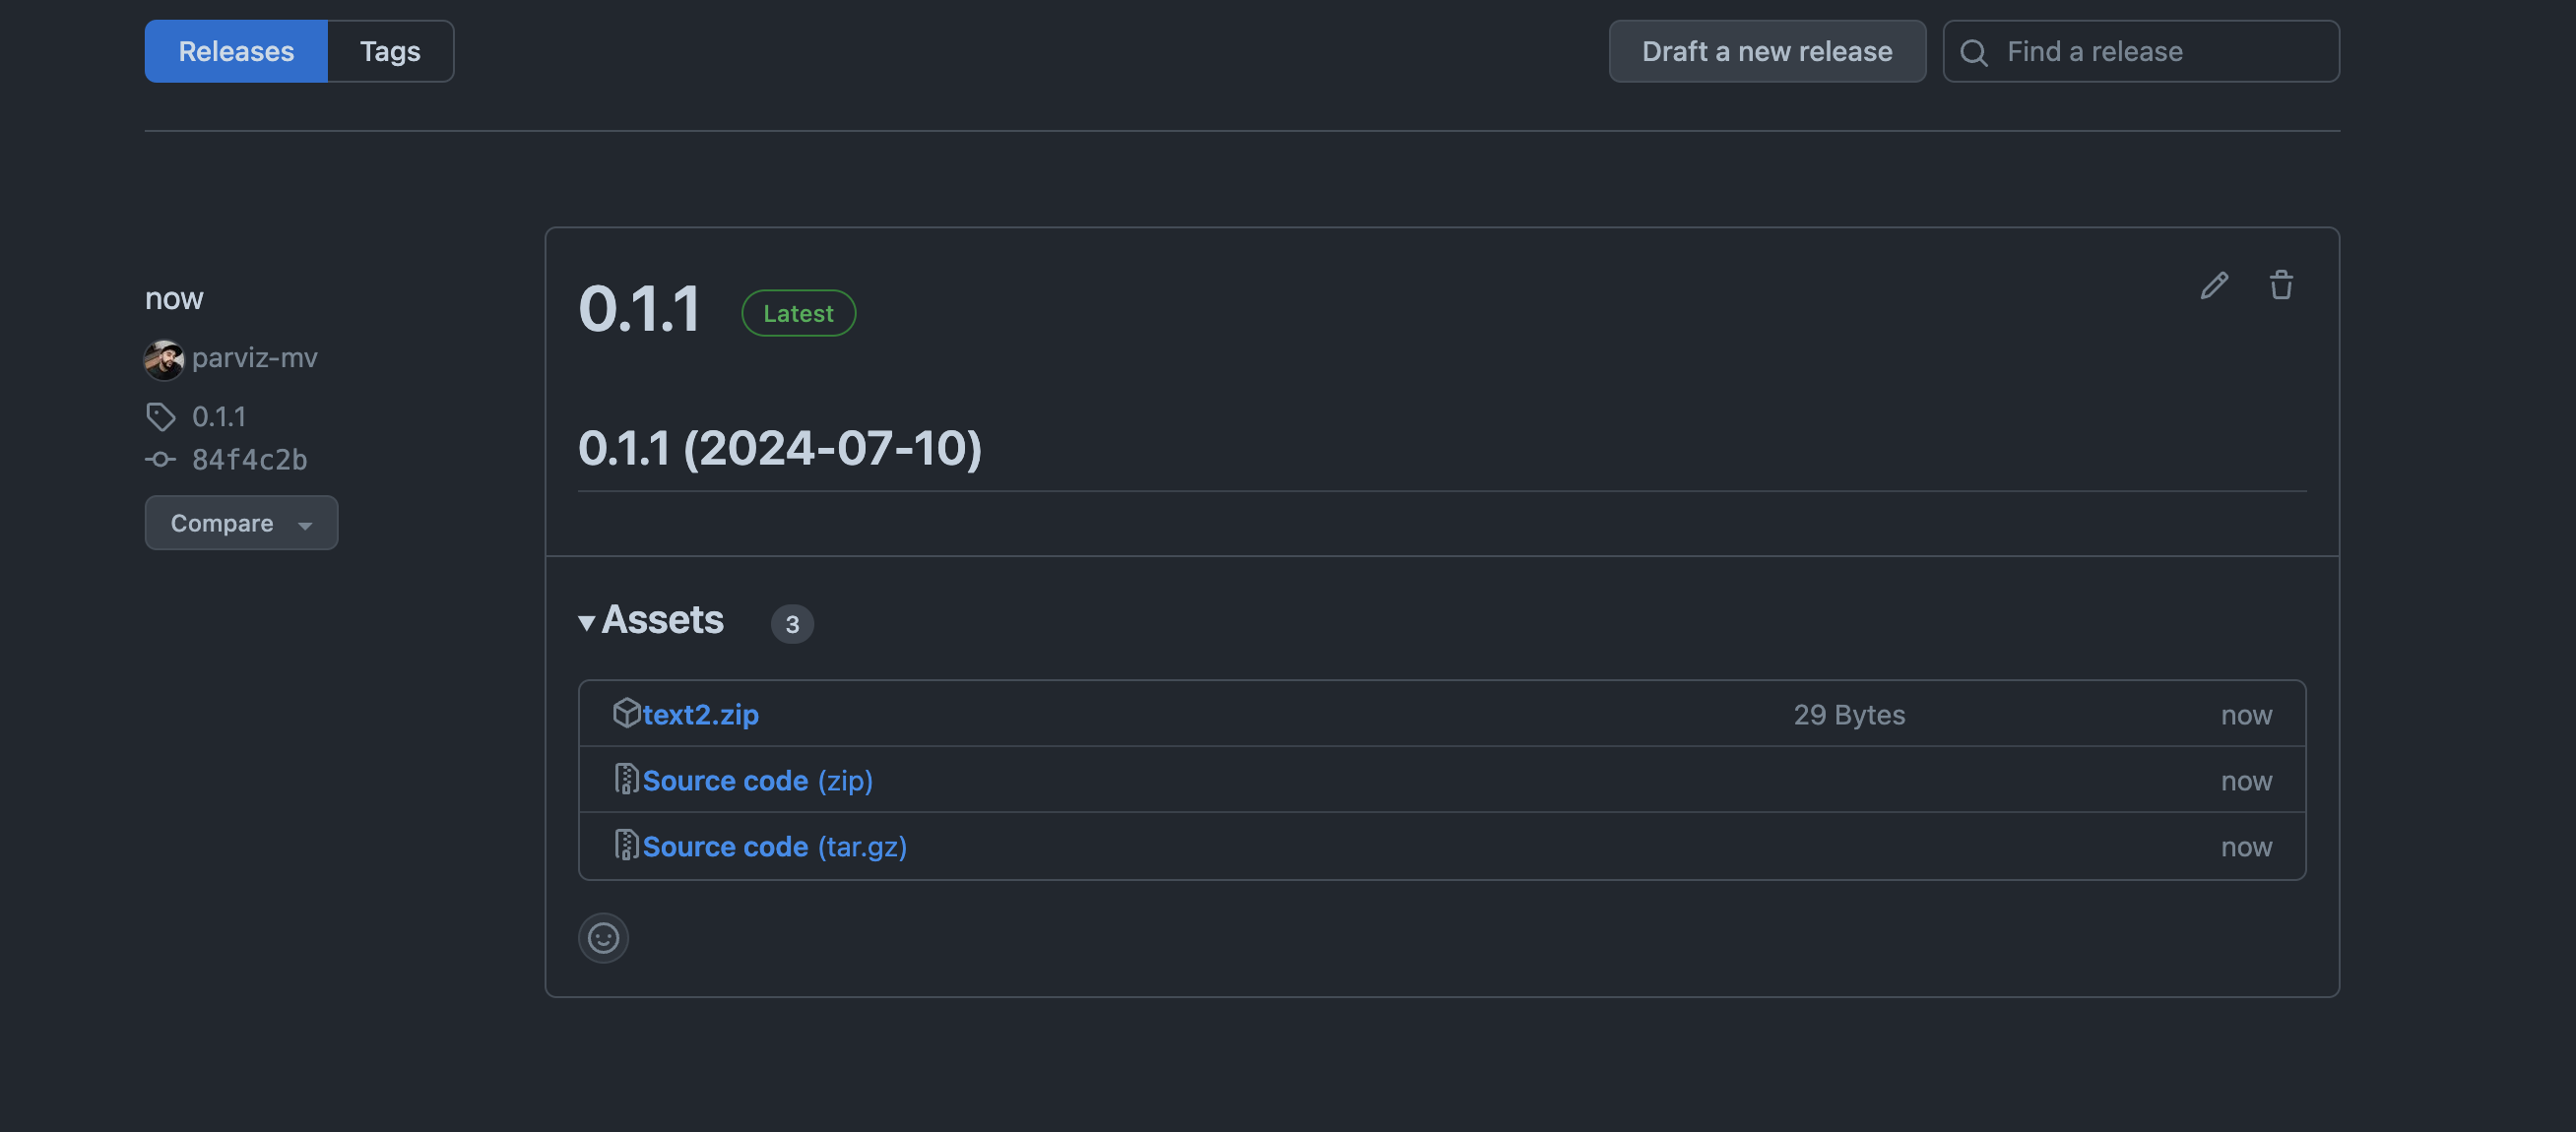 Releases Tags Draft a new release Find a release
now
parviz-mv
0.1.1
84f4c2b
Compare
0.1.1 Latest
0.1.1 (2024-07-10)
Assets 3
text2.zip 29 Bytes now
Source code (zip) now
Source code (tar.gz) now